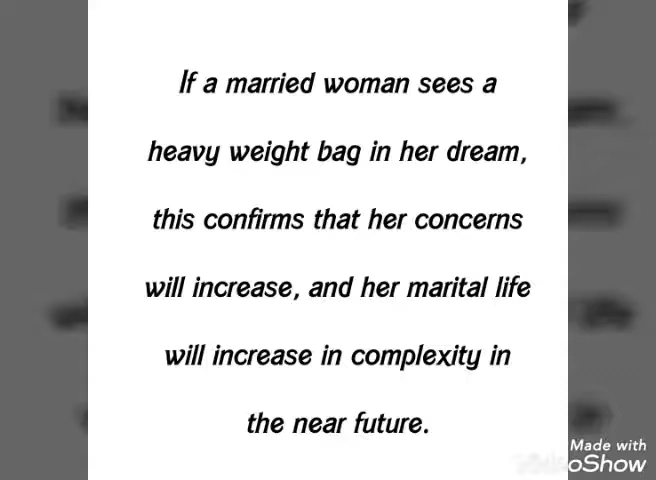 If a married woman sees a
heavy weight bag in her dream,
this confirms that her concerns
will increase, and her marital life
will increase in complexity in
the near future.
Made with
VideoShow